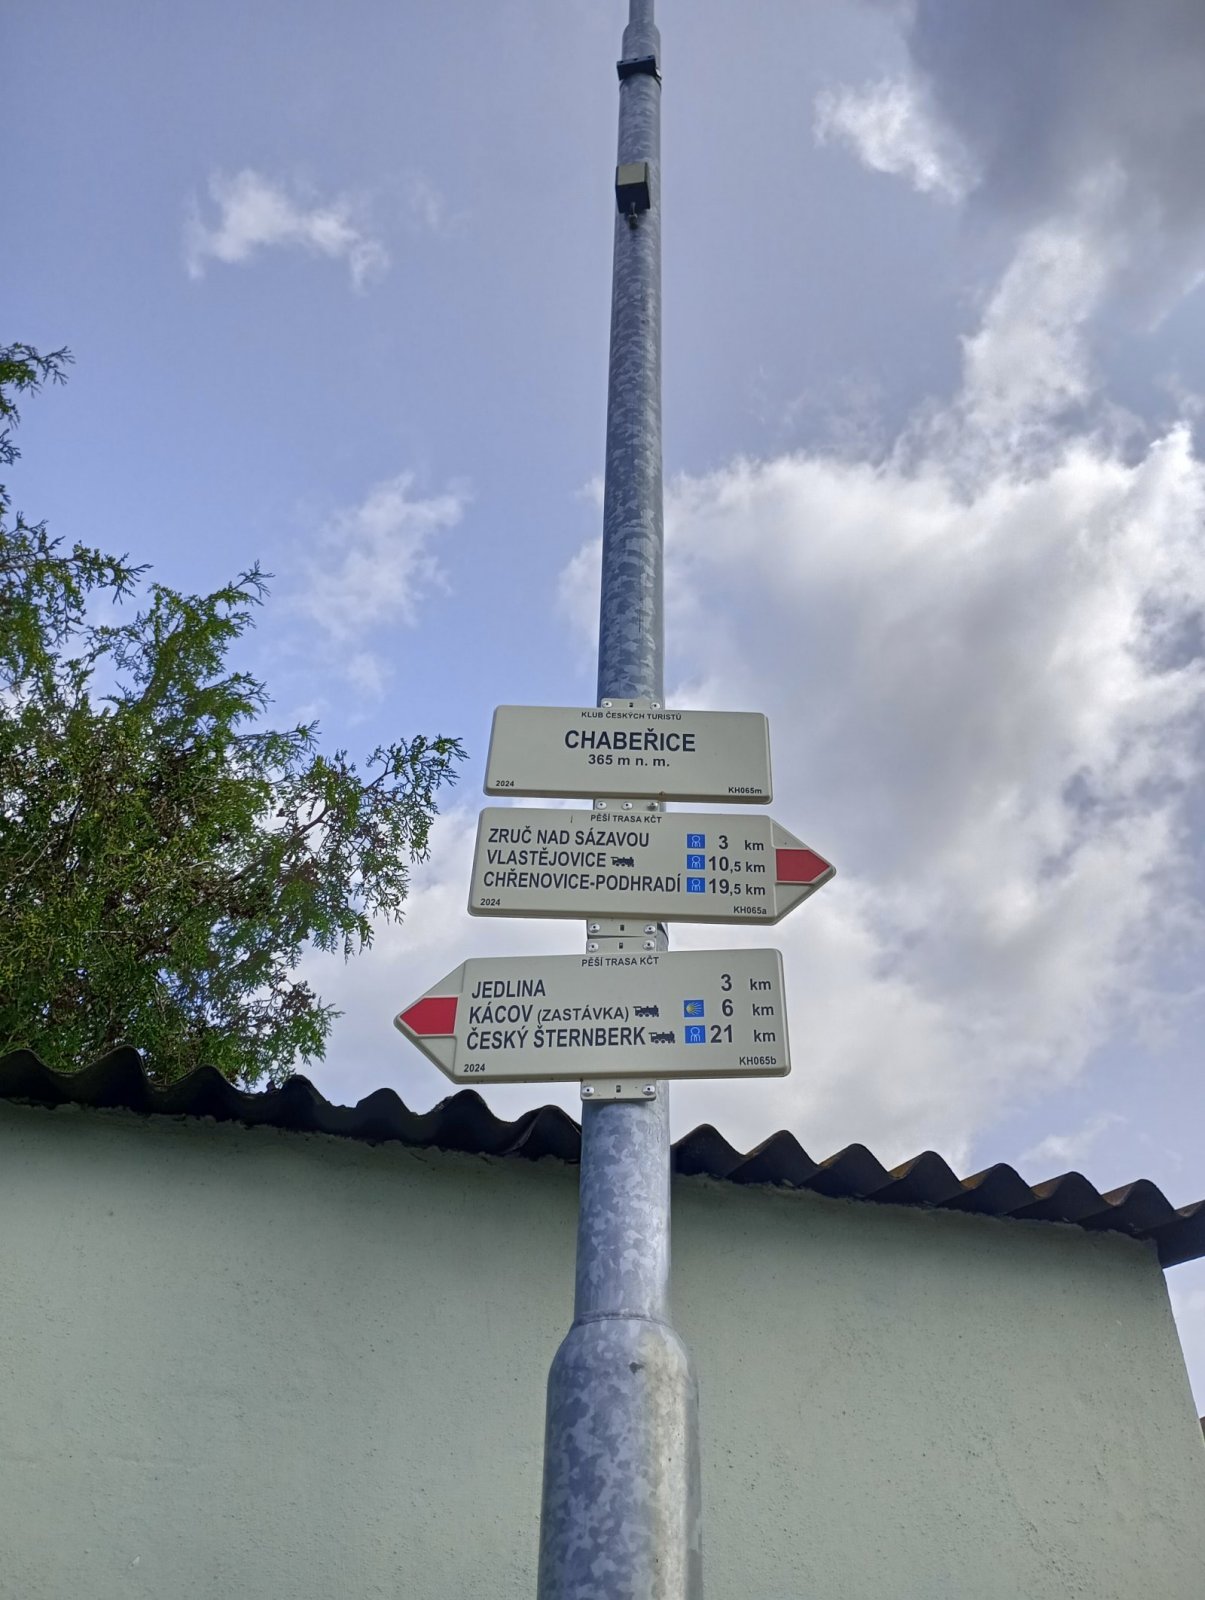 KLUB ČESKÝCH TURISTŮ
CHABEŘICE
365 m n. m.
2024 KH065m
PĚŠÍ TRASA KČT
ZRUČ NAD SÁZAVOU 3 km
VLASTĚJOVICE 10,5 km
CHŘENOVICE-PODHRADÍ 19,5 km
2024 KH065a
PĚŠÍ TRASA KČT
JEDLINA 3 km
KÁCOV (ZASTÁVKA) 6 km
ČESKÝ ŠTERNBERK 21 km
2024 KH065b